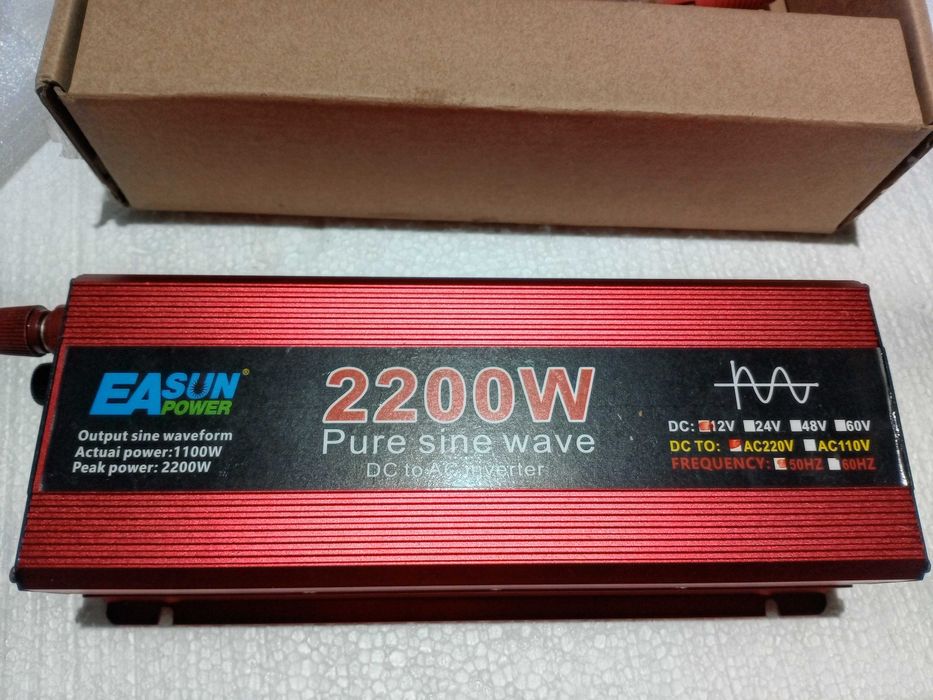 EASUN®
POWER
Output sine waveform
Actuai power:1100W
Peak power: 2200W
2200W
Pure sine wave
DC to AC inverter
DC: 12V 24V 48V 60V
DC TO: AC220V AC110V
FREQUENCY: 50HZ 60HZ